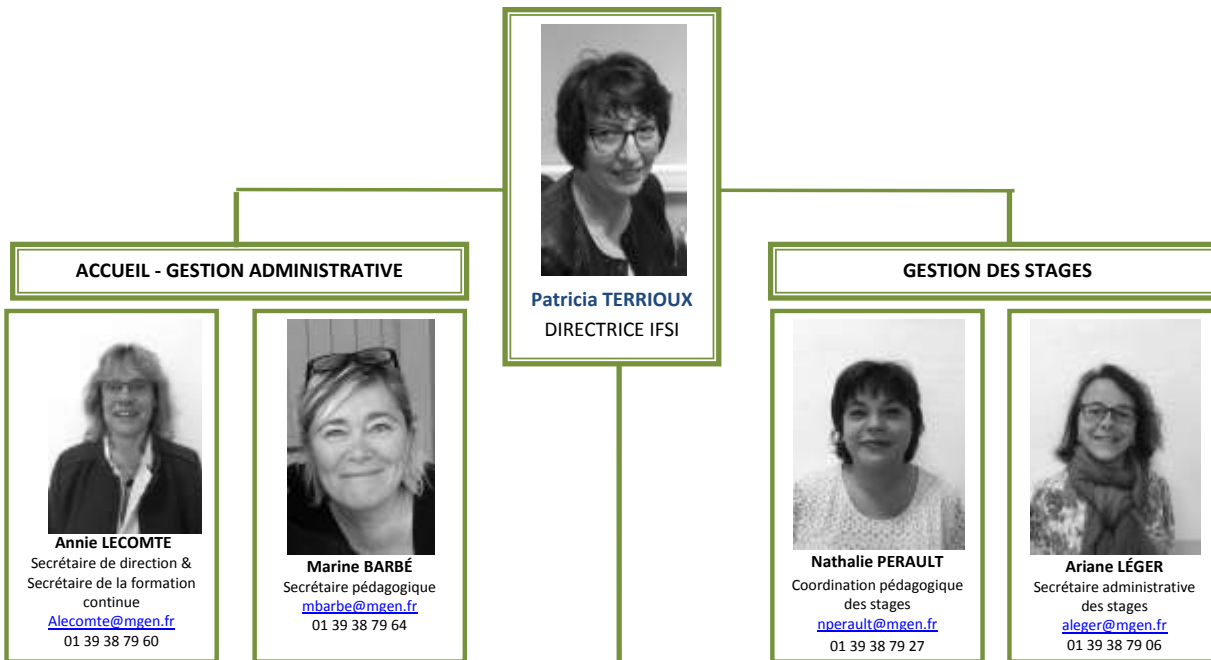 Patricia TERRIOUX
DIRECTRICE IFSI
ACCUEIL - GESTION ADMINISTRATIVE
Annie LECOMTE
Secrétaire de direction &
Secrétaire de la formation
continue
Alecomte@mgen.fr
01 39 38 79 60
Marine BARBÉ
Secrétaire pédagogique
mbarbe@mgen.fr
01 39 38 79 64
GESTION DES STAGES
Nathalie PERAULT
Coordination pédagogique
des stages
nperault@mgen.fr
01 39 38 79 27
Ariane LÉGER
Secrétaire administrative
des stages
aleger@mgen.fr
01 39 38 79 06